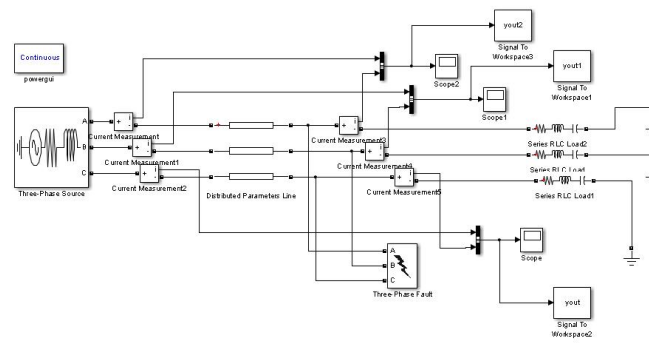 yout2
Continuous
powergui
Signal To
Workspace3
Scope2
yout1
Signal To
Workspace1
Scope1
A
B
C
Three-Phase Source
+
i
-
Current Measurement
+
i
-
Current Measurement1
+
i
-
Current Measurement2
Distributed Parameters Line
+
i
-
Current Measurement3
+
i
-
Current Measurement4
+
i
-
Current Measurement5
Series RLC Load2
Series RLC Load
Series RLC Load1
Scope
A
B
C
Three-Phase Fault
yout
Signal To
Workspace2